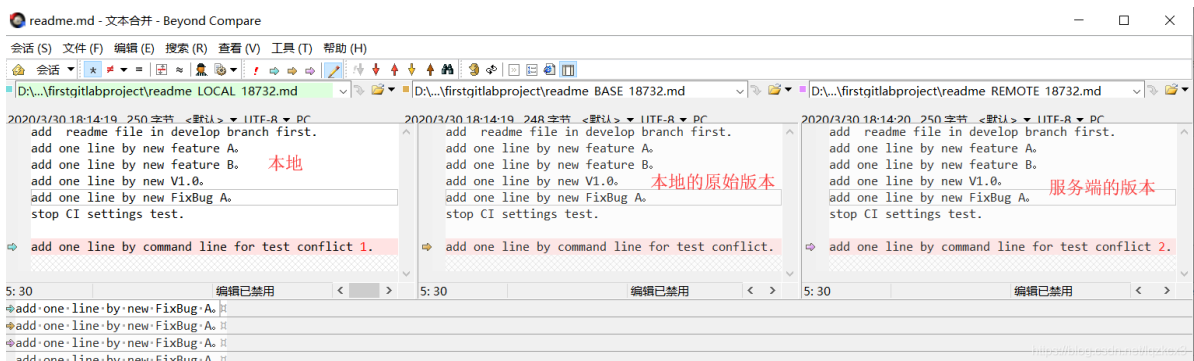 readme.md - 文本合并 - Beyond Compare
会话 (S) 文件 (F) 编辑 (E) 搜索 (R) 查看 (V) 工具 (T) 帮助 (H)
会话
D:\...\firstgitlabproject\readme_LOCAL_18732.md
D:\...\firstgitlabproject\readme_BASE_18732.md
D:\...\firstgitlabproject\readme_REMOTE_18732.md
2020/3/30 18:14:19 250 字节 <默认> UTF-8 PC
2020/3/30 18:14:19 248 字节 <默认> UTF-8 PC
2020/3/30 18:14:20 250 字节 <默认> UTF-8 PC
add  readme file in develop branch first.
add one line by new feature A。
add one line by new feature B。
add one line by new V1.0。
add one line by new FixBug A。
stop CI settings test.
add one line by command line for test conflict 1.
本地
add  readme file in develop branch first.
add one line by new feature A。
add one line by new feature B。
add one line by new V1.0。
add one line by new FixBug A。
stop CI settings test.
add one line by command line for test conflict.
本地的原始版本
add  readme file in develop branch first.
add one line by new feature A。
add one line by new feature B。
add one line by new V1.0。
add one line by new FixBug A。
stop CI settings test.
add one line by command line for test conflict 2.
服务端的版本
5: 30 编辑已禁用
5: 30 编辑已禁用
5: 30 编辑已禁用
add·one·line·by·new·FixBug·A。¤
add·one·line·by·new·FixBug·A。¤
add·one·line·by·new·FixBug·A。¤
add·one·line·by·new·FixBug·A。¤